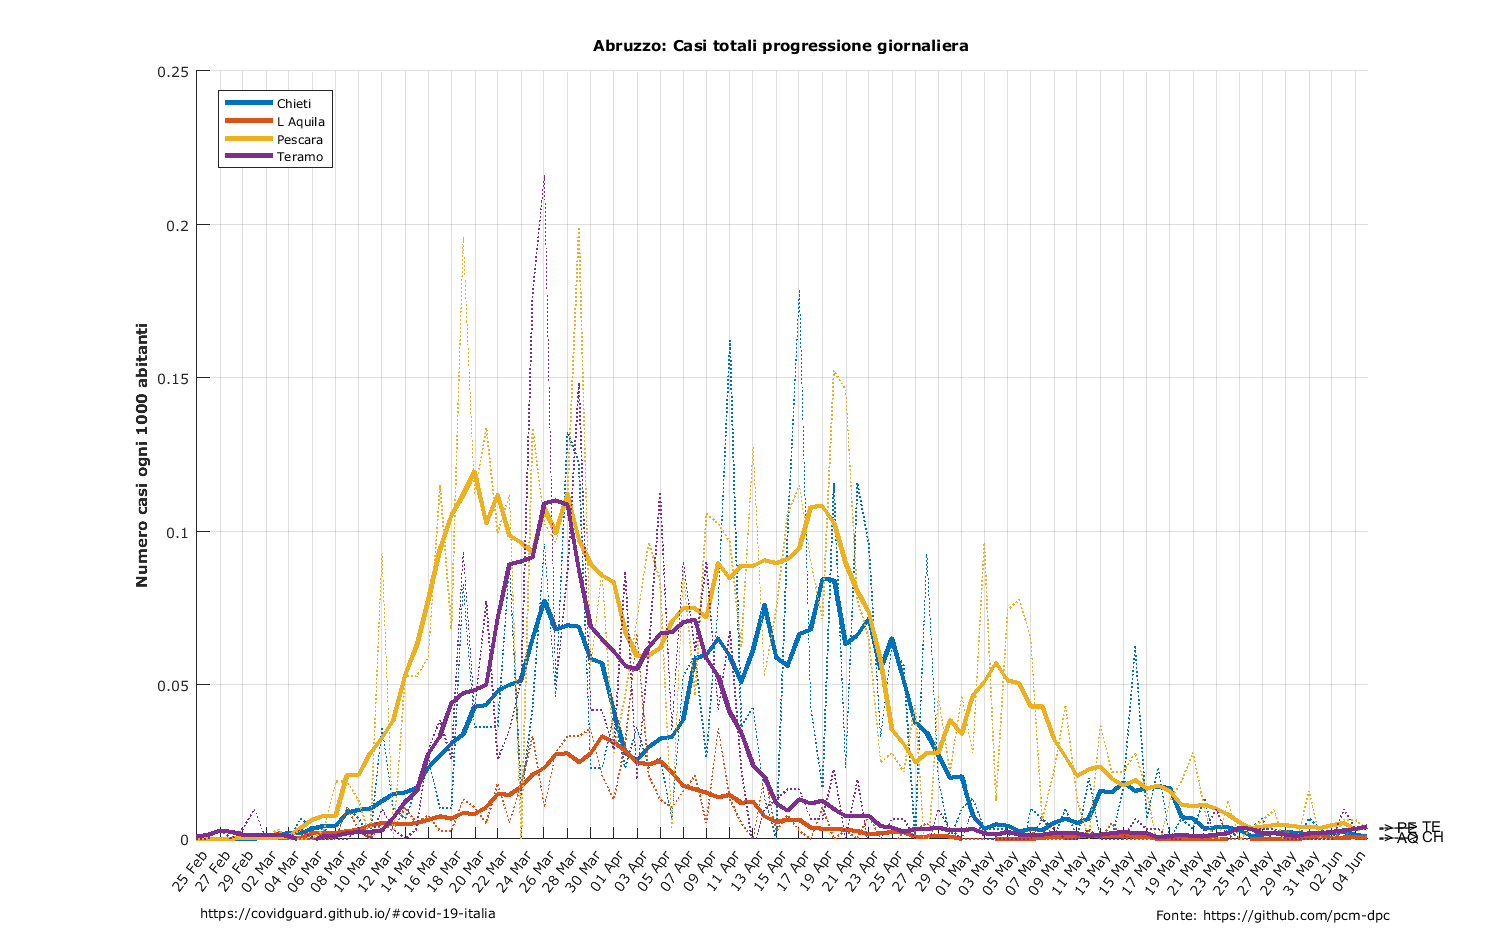 Abruzzo: Casi totali progressione giornaliera
Numero casi ogni 1000 abitanti
0.25
0.2
0.15
0.1
0.05
0
Chieti
L Aquila
Pescara
Teramo
25 Feb
27 Feb
29 Feb
02 Mar
04 Mar
06 Mar
08 Mar
10 Mar
12 Mar
14 Mar
16 Mar
18 Mar
20 Mar
22 Mar
24 Mar
26 Mar
28 Mar
30 Mar
01 Apr
03 Apr
05 Apr
07 Apr
09 Apr
11 Apr
13 Apr
15 Apr
17 Apr
19 Apr
21 Apr
23 Apr
25 Apr
27 Apr
29 Apr
01 May
03 May
05 May
07 May
09 May
11 May
13 May
15 May
17 May
19 May
21 May
23 May
25 May
27 May
29 May
31 May
02 Jun
04 Jun
PE TE
AQ CH
https://covidguard.github.io/#covid-19-italia
Fonte: https://github.com/pcm-dpc